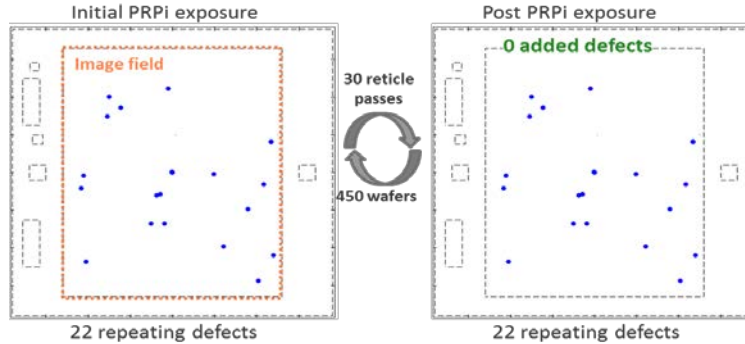 Initial PRPi exposure
Post PRPi exposure
Image field
0 added defects
30 reticle
passes
450 wafers
22 repeating defects
22 repeating defects